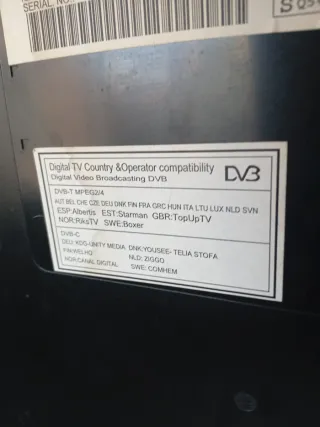 SERIAL NO.
S
Digital TV Country &Operator compatibility
Digital Video Broadcasting DVB
DVB
DVB-T MPEG2/4
AUT BEL CHE CZE DEU DNK FIN FRA GRC HUN ITA LTU LUX NLD SVN
ESP:Albertis EST:Starman GBR:TopUpTV
NOR:RiksTV SWE:Boxer
DVB-C
DEU: KDG-UNITY MEDIA DNK:YOUSEE- TELIA STOFA
FIN:WELHO NLD: ZIGGO
NOR:CANAL DIGITAL SWE: COMHEM